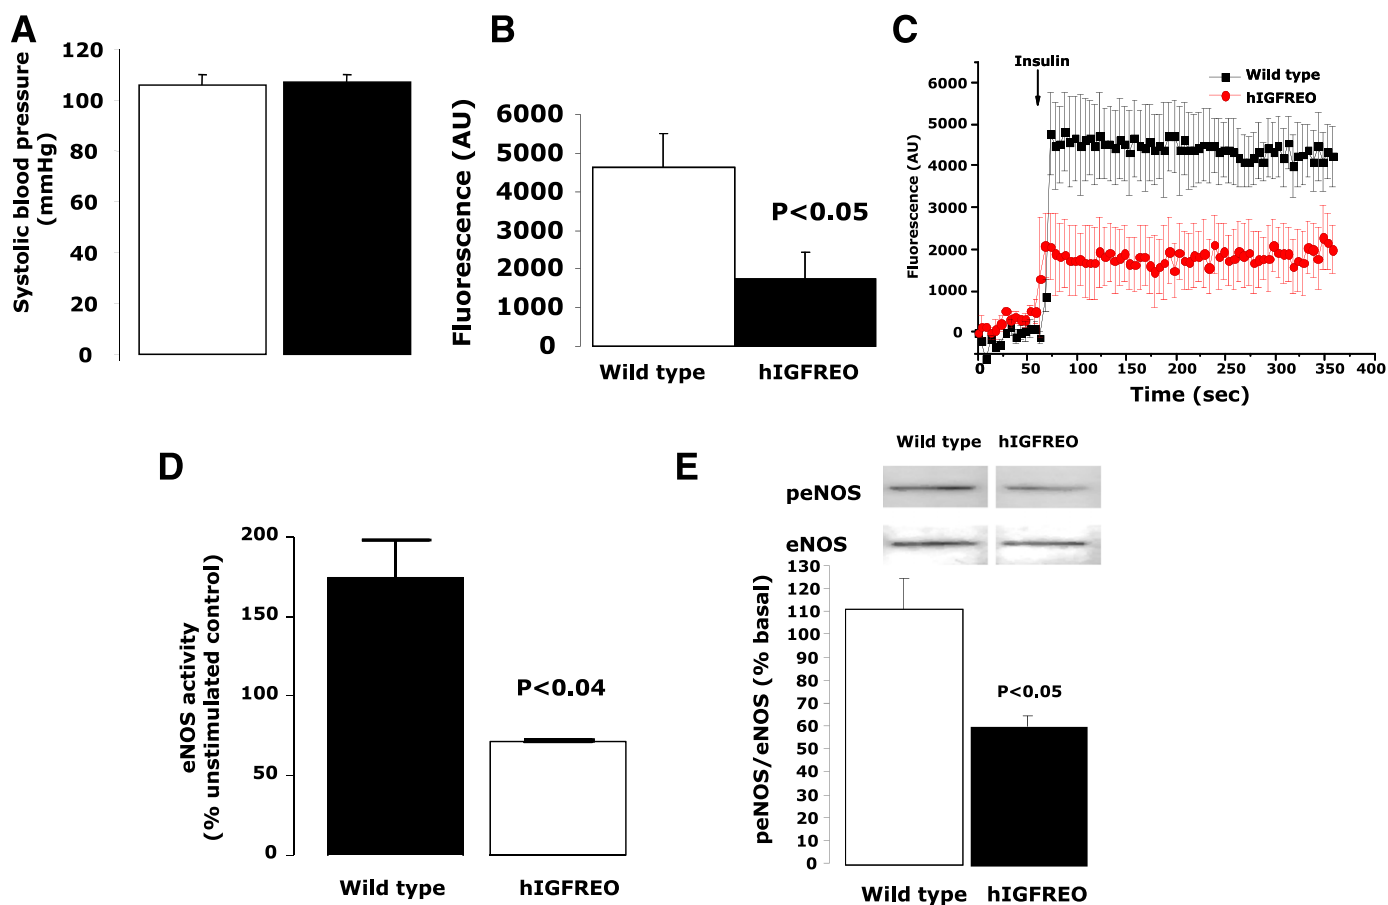 A
Systolic blood pressure
(mmHg)
120
100
80
60
40
20
0
B
Fluorescence (AU)
6000
5000
4000
3000
2000
1000
0
P<0.05
Wild type
hIGFREO
C
Insulin
Wild type
hIGFREO
Fluorescence (AU)
6000
5000
4000
3000
2000
1000
0
0 50 100 150 200 250 300 350 400
Time (sec)
D
eNOS activity
(% unstimulated control)
200
150
100
50
0
P<0.04
Wild type
hIGFREO
E
Wild type hIGFREO
peNOS
eNOS
peNOS/eNOS (% basal)
130
120
110
100
90
80
70
60
50
40
30
20
10
0
P<0.05
Wild type
hIGFREO